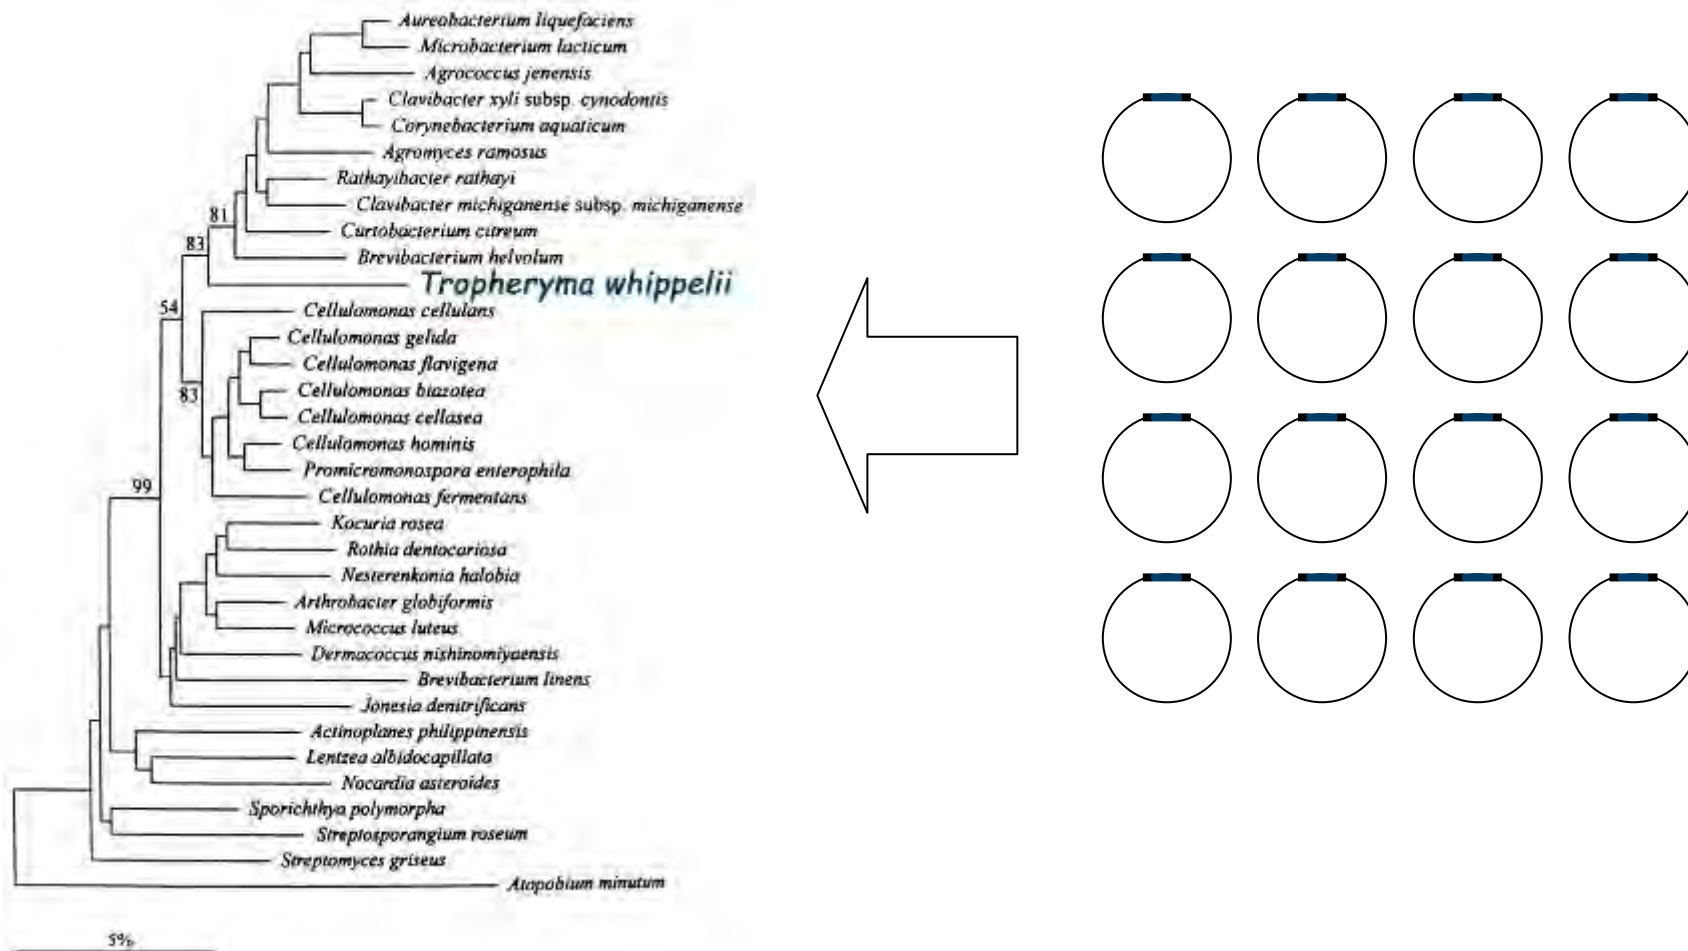 Aureobacterium liquefaciens
Microbacterium lacticum
Agrococcus jenensis
Clavibacter xyli subsp. cynodontis
Corynebacterium aquaticum
Agromyces ramosus
Rathayibacter rathayi
Clavibacter michiganense subsp. michiganense
81
Curtobacterium citreum
83
Brevibacterium helvolum
Tropheryma whippelii
54
Cellulomonas cellulans
Cellulomonas gelida
Cellulomonas flavigena
Cellulomonas biazotea
83
Cellulomonas cellasea
Cellulomonas hominis
Promicromonospora enterophila
99
Cellulomonas fermentans
Kocuria rosea
Rothia dentocariosa
Nesterenkonia halobia
Arthrobacter globiformis
Micrococcus luteus
Dermacoccus nishinomiyaensis
Brevibacterium linens
Jonesia denitrificans
Actinoplanes philippinensis
Lentzea albidocapillata
Nocardia asteroides
Sporichthya polymorpha
Streptosporangium roseum
Streptomyces griseus
Atopobium minutum
5%